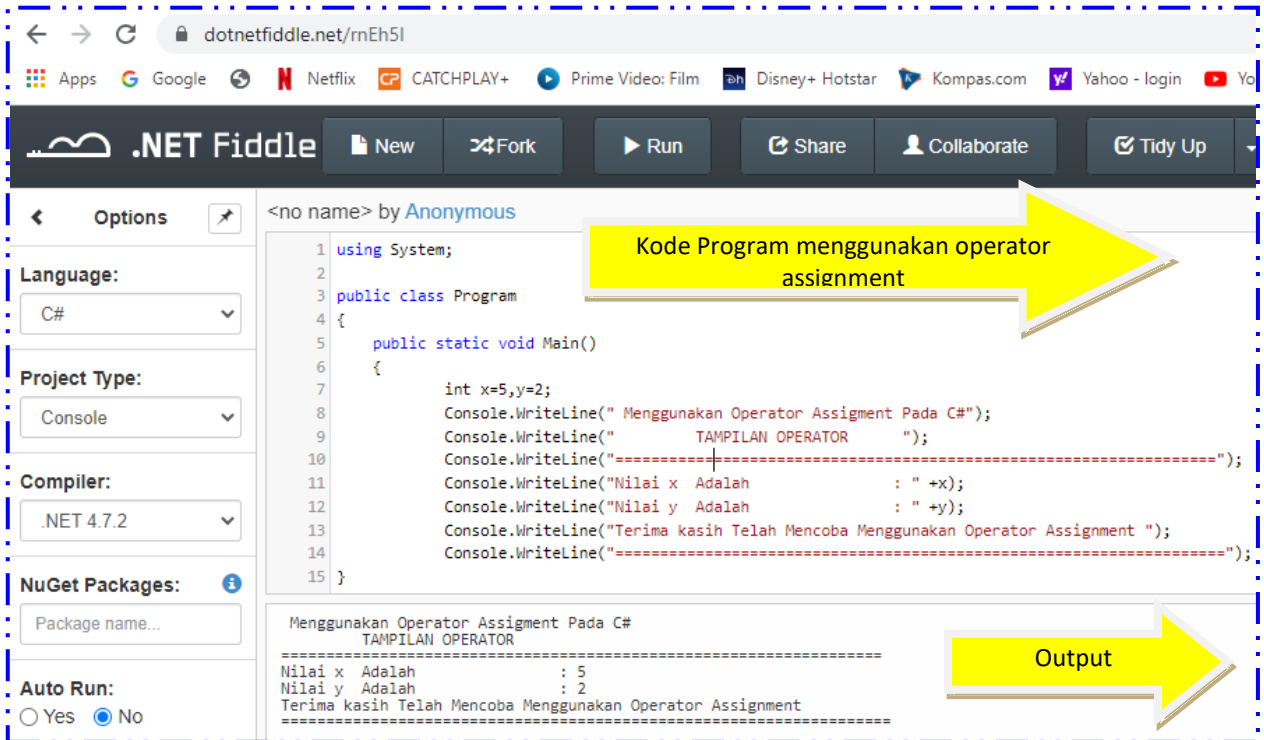 dotnetfiddle.net/rnEh5I
Apps Google Netflix CATCHPLAY+ Prime Video: Film Disney+ Hotstar Kompas.com Yahoo - login Yo
.NET Fiddle New Fork Run Share Collaborate Tidy Up
Options
<no name> by Anonymous
Kode Program menggunakan operator
assignment
Language:
C#
Project Type:
Console
Compiler:
.NET 4.7.2
NuGet Packages:
Package name...
Auto Run:
Yes No
1 using System;
2
3 public class Program
4 {
5 public static void Main()
6 {
7 int x=5,y=2;
8 Console.WriteLine(" Menggunakan Operator Assigment Pada C#");
9 Console.WriteLine("         TAMPILAN OPERATOR      ");
10 Console.WriteLine("===================================================================");
11 Console.WriteLine("Nilai x  Adalah                : " +x);
12 Console.WriteLine("Nilai y  Adalah                : " +y);
13 Console.WriteLine("Terima kasih Telah Mencoba Menggunakan Operator Assignment ");
14 Console.WriteLine("====================================================================");
15 }
Menggunakan Operator Assigment Pada C#
TAMPILAN OPERATOR
===================================================================
Nilai x  Adalah                : 5
Nilai y  Adalah                : 2
Terima kasih Telah Mencoba Menggunakan Operator Assignment
====================================================================
Output